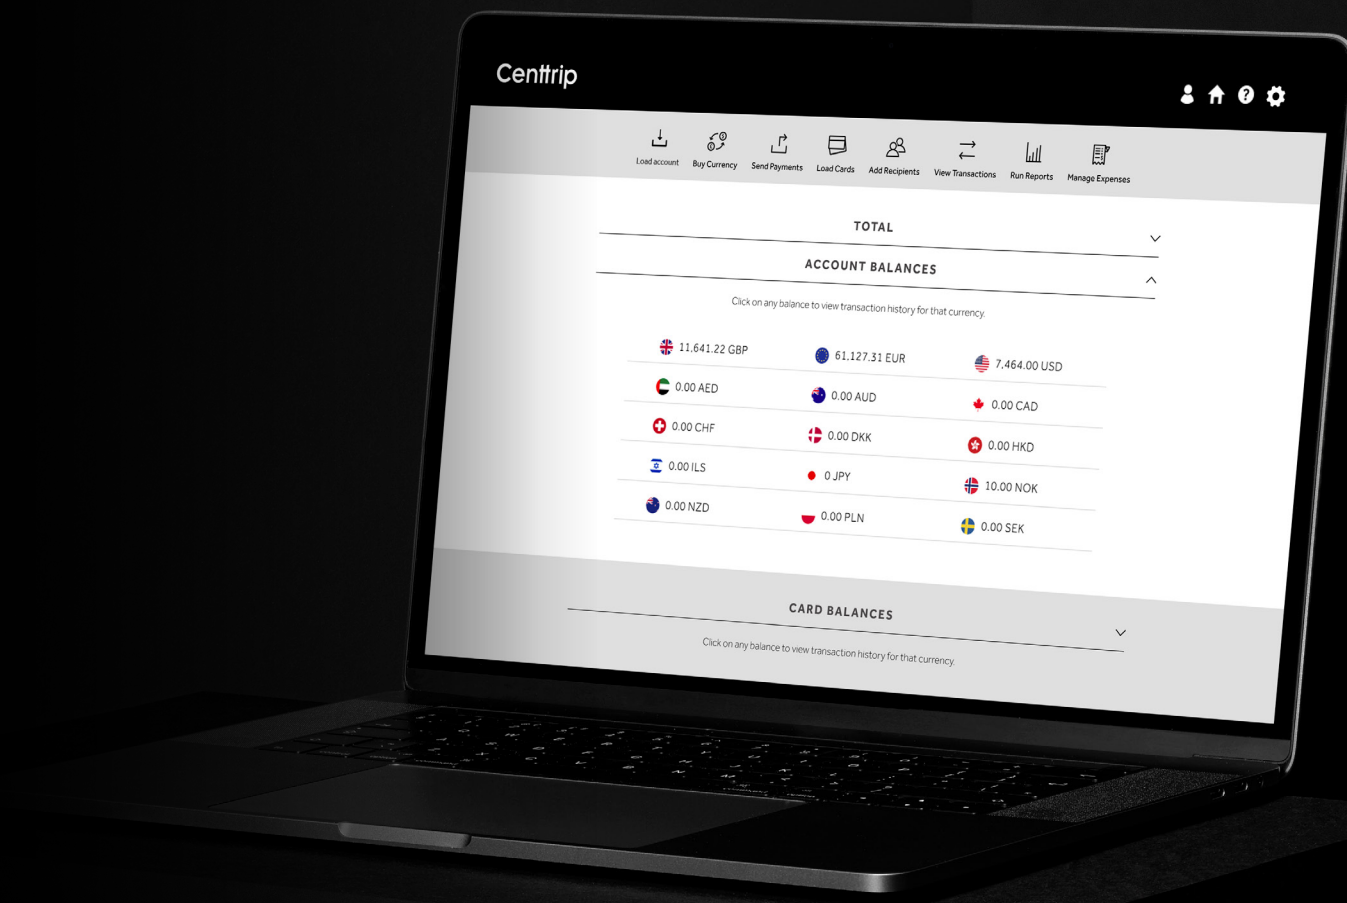 Centtrip
Load account
Buy Currency
Send Payments
Load Cards
Add Recipients
View Transactions
Run Reports
Manage Expenses
TOTAL
ACCOUNT BALANCES
Click on any balance to view transaction history for that currency.
11,641.22 GBP
61,127.31 EUR
7,464.00 USD
0.00 AED
0.00 AUD
0.00 CAD
0.00 CHF
0.00 DKK
0.00 HKD
0.00 ILS
0 JPY
10.00 NOK
0.00 NZD
0.00 PLN
0.00 SEK
CARD BALANCES
Click on any balance to view transaction history for that currency.